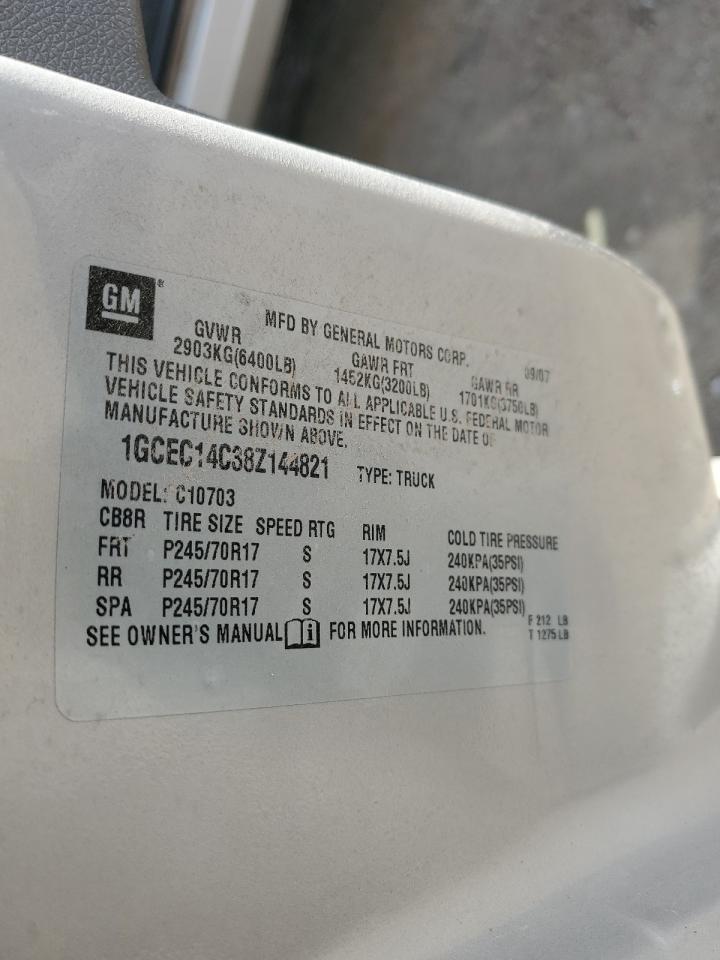 GM®
MFD BY GENERAL MOTORS CORP. 09/07
GVWR GAWR FRT GAWR RR
2903KG(6400LB) 1452KG(3200LB) 1701KG(3750LB)
THIS VEHICLE CONFORMS TO ALL APPLICABLE U.S. FEDERAL MOTOR
VEHICLE SAFETY STANDARDS IN EFFECT ON THE DATE OF
MANUFACTURE SHOWN ABOVE.
1GCEC14C38Z144821 TYPE: TRUCK
MODEL: C10703
CB8R TIRE SIZE SPEED RTG RIM COLD TIRE PRESSURE
FRT P245/70R17 S 17X7.5J 240KPA(35PSI)
RR P245/70R17 S 17X7.5J 240KPA(35PSI)
SPA P245/70R17 S 17X7.5J 240KPA(35PSI)
SEE OWNER'S MANUAL i FOR MORE INFORMATION.
F 212 LB
T 1275 LB